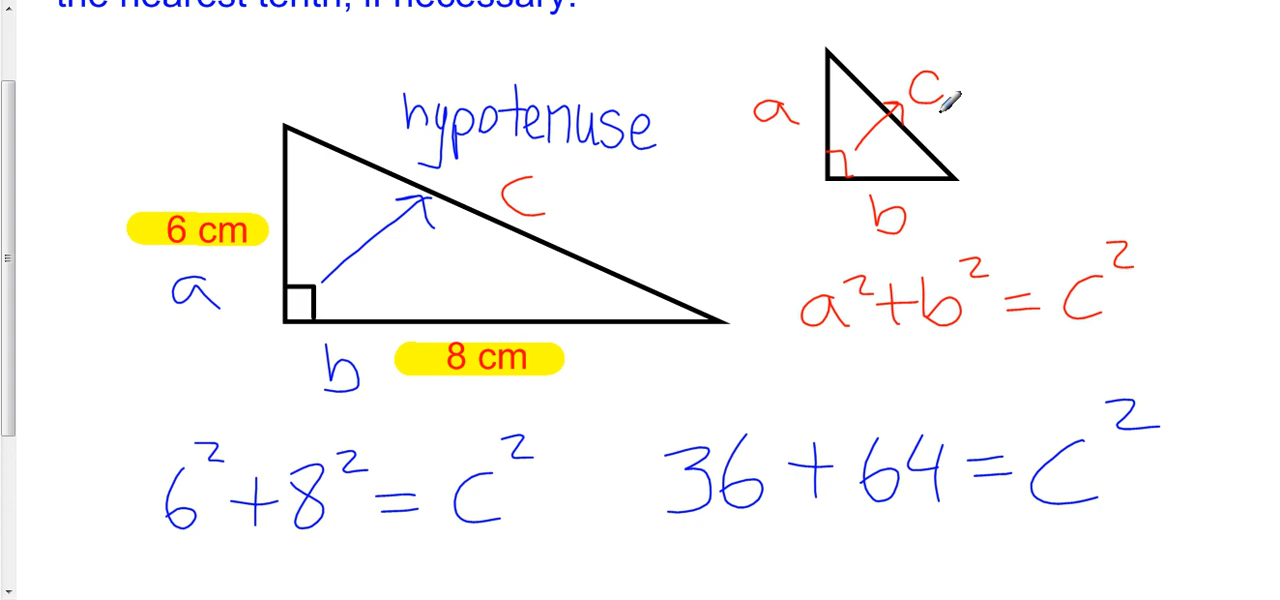 the nearest tenth, if necessary.
hypotenuse
c
6 cm
a
b
8 cm
a
c
b
a²+b²=c²
6²+8²=c²
36+64=c²